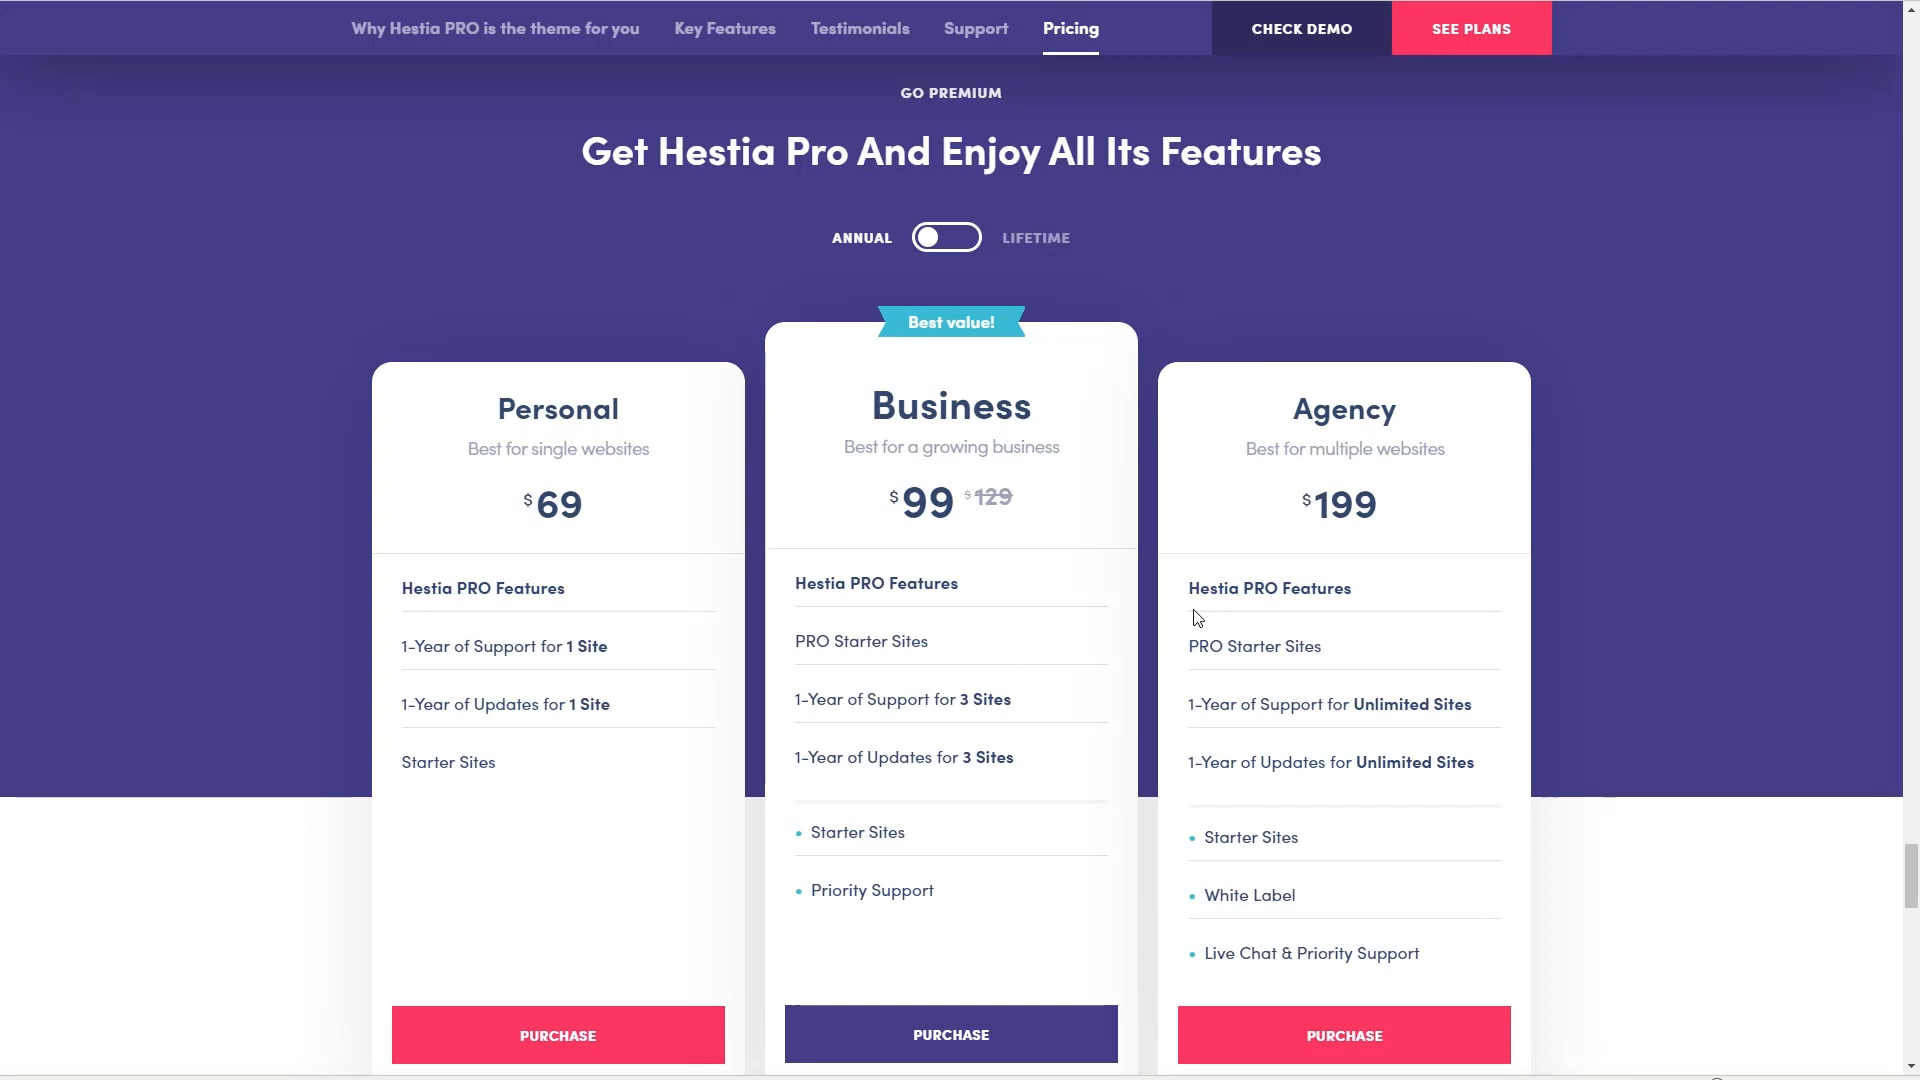 Why Hestia PRO is the theme for you Key Features Testimonials Support Pricing CHECK DEMO SEE PLANS
GO PREMIUM
Get Hestia Pro And Enjoy All Its Features
ANNUAL LIFETIME
Personal
Best for single websites
$69
Hestia PRO Features
1-Year of Support for 1 Site
1-Year of Updates for 1 Site
Starter Sites
PURCHASE
Best value!
Business
Best for a growing business
$99 $129
Hestia PRO Features
PRO Starter Sites
1-Year of Support for 3 Sites
1-Year of Updates for 3 Sites
• Starter Sites
• Priority Support
PURCHASE
Agency
Best for multiple websites
$199
Hestia PRO Features
PRO Starter Sites
1-Year of Support for Unlimited Sites
1-Year of Updates for Unlimited Sites
• Starter Sites
• White Label
• Live Chat & Priority Support
PURCHASE